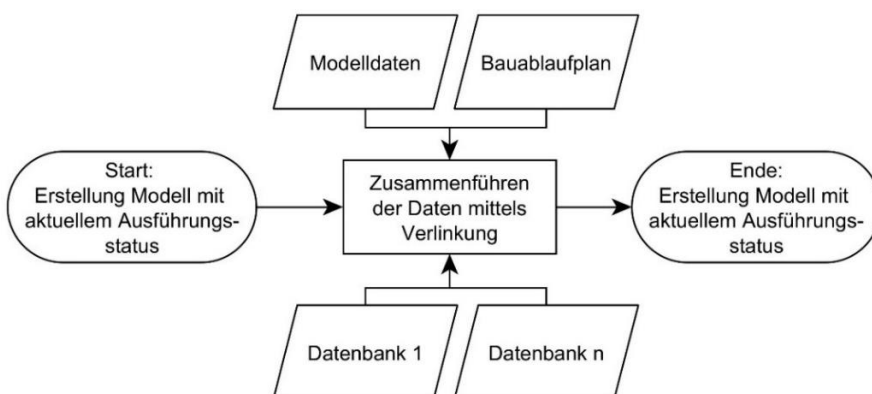 Modelldaten
Bauablaufplan
Start:
Erstellung Modell mit
aktuellem Ausführungs-
status
Zusammenführen
der Daten mittels
Verlinkung
Ende:
Erstellung Modell mit
aktuellem Ausführungs-
status
Datenbank 1
Datenbank n